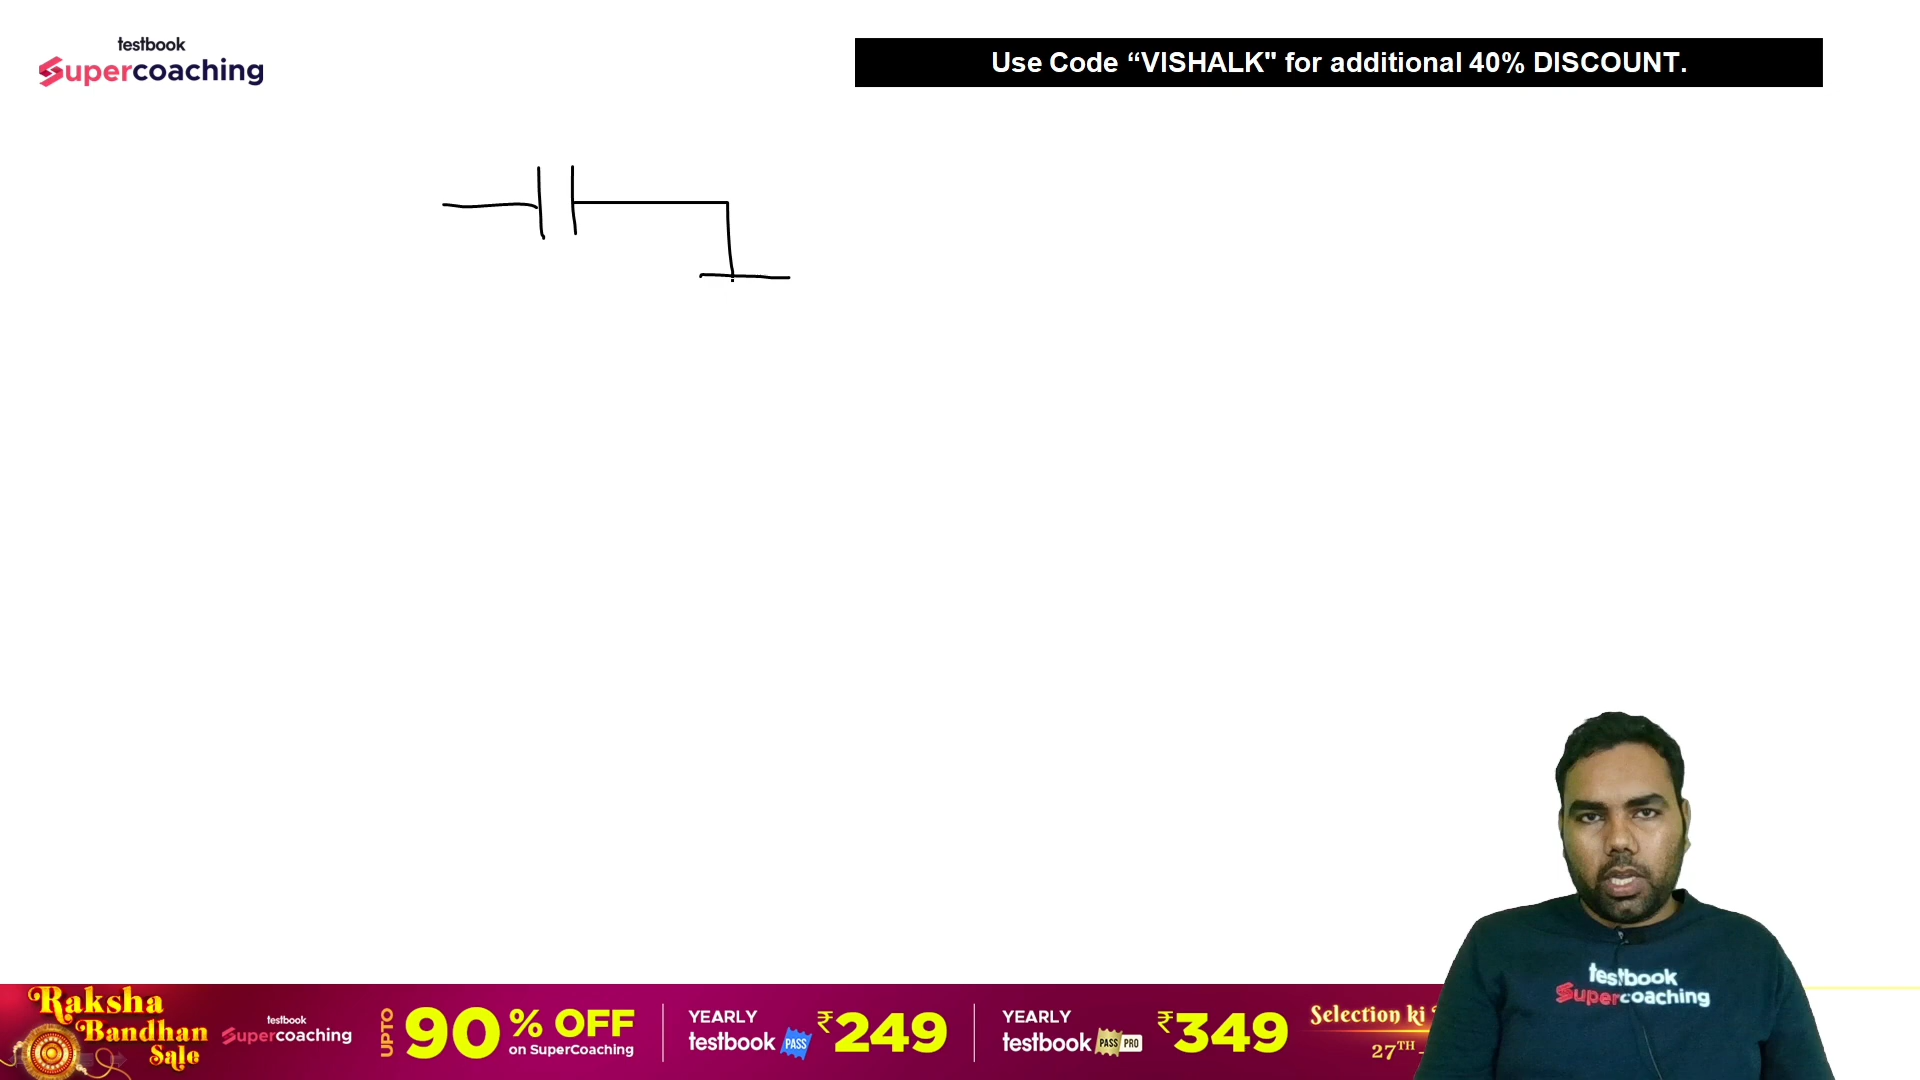 testbook
Supercoaching
Use Code “VISHALK" for additional 40% DISCOUNT.
testbook
Supercoaching
Raksha
Bandhan
Sale
testbook
Supercoaching
UPTO
90% OFF
on SuperCoaching
YEARLY
testbook PASS
₹249
YEARLY
testbook PASS PRO
₹349
Selection ki
27TH -